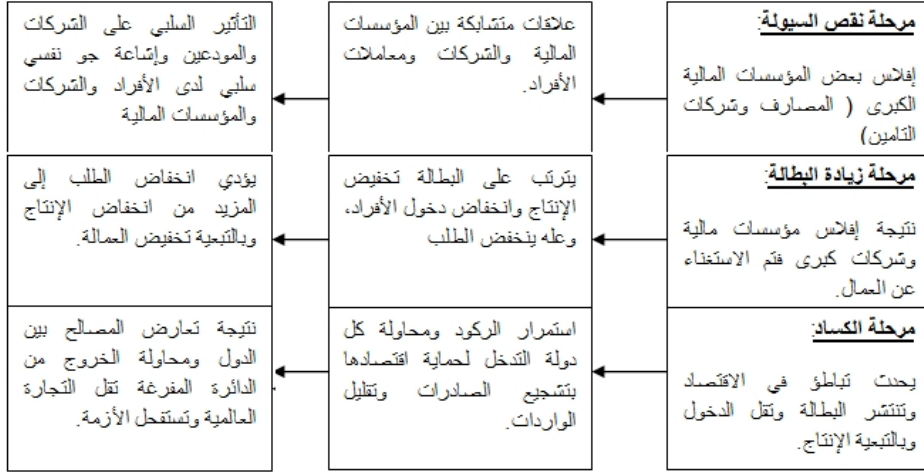 مرحلة نقص السيولة:
إفلاس بعض المؤسسات المالية
الكبرى ( المصارف وشركات
التامين)
علاقات متشابكة بين المؤسسات
المالية والشركات ومعاملات
الأفراد.
التأثير السلبي على الشركات
والمودعين وإشاعة جو نفسي
سلبي لدى الأفراد والشركات
والمؤسسات المالية
مرحلة زيادة البطالة:
نتيجة إفلاس مؤسسات مالية
وشركات كبرى فتم الاستغناء
عن العمال.
يترتب على البطالة تخفيض
الإنتاج وانخفاض دخول الأفراد،
وعله ينخفض الطلب
يؤدي انخفاض الطلب إلى
المزيد من انخفاض الإنتاج
وبالتبعية تخفيض العمالة.
مرحلة الكساد:
يحدث تباطؤ في الاقتصاد
وتنتشر البطالة وتقل الدخول
وبالتبعية الإنتاج.
استمرار الركود ومحاولة كل
دولة التدخل لحماية اقتصادها
بتشجيع الصادرات وتقليل
الواردات.
نتيجة تعارض المصالح بين
الدول ومحاولة الخروج من
الدائرة المفرغة تقل التجارة
العالمية وتستفحل الأزمة.